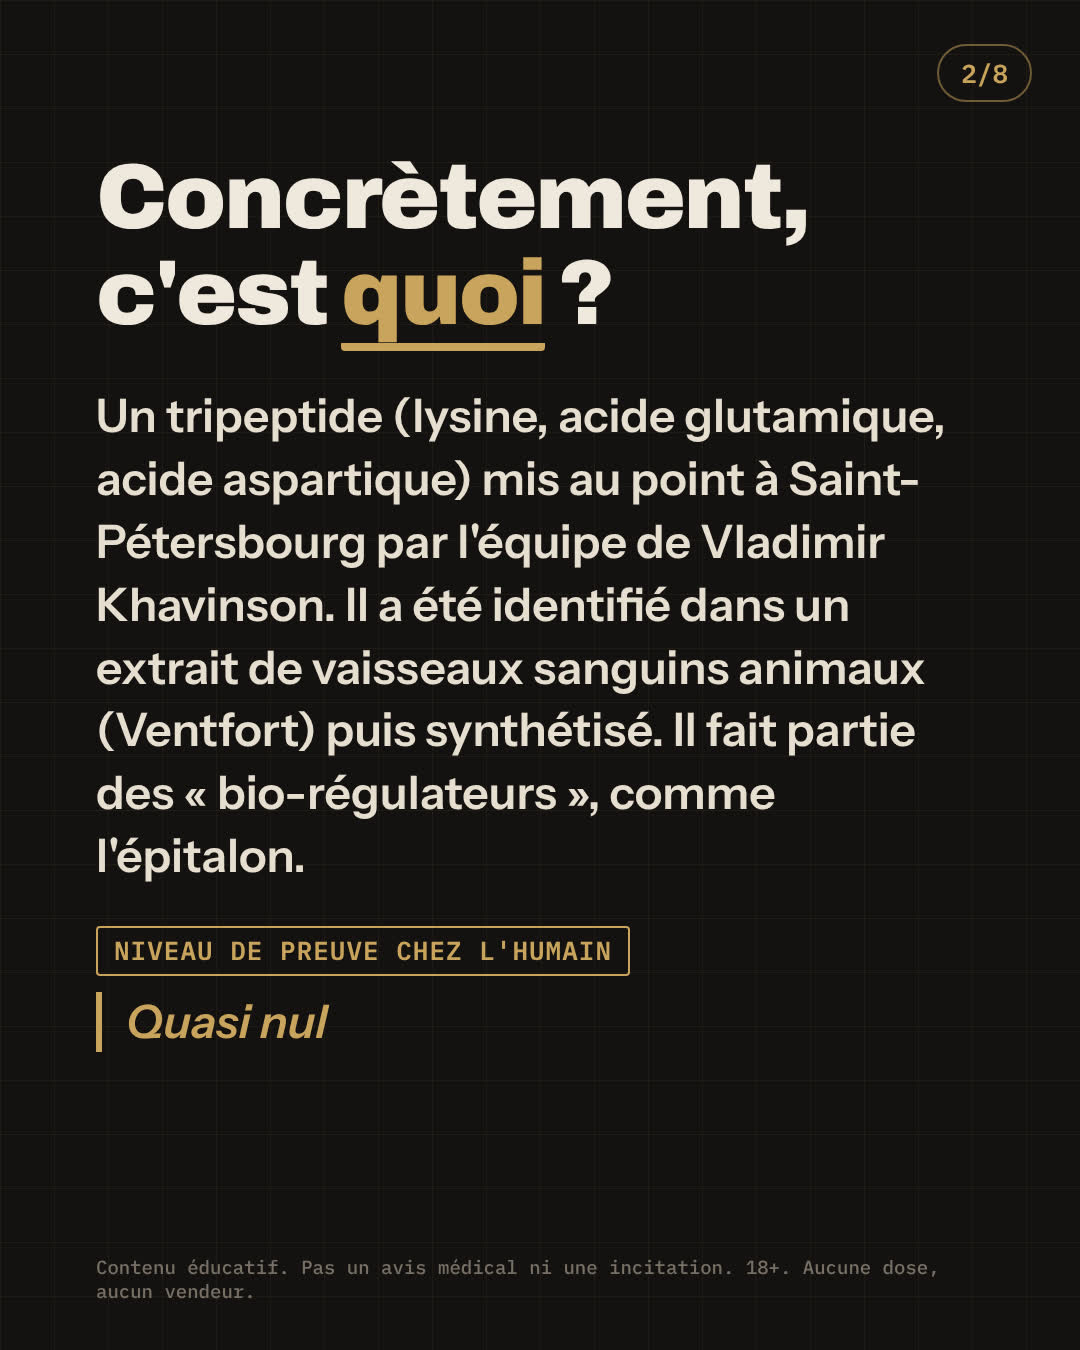 2/8
Concrètement,
c'est quoi ?
Un tripeptide (lysine, acide glutamique,
acide aspartique) mis au point à Saint-
Pétersbourg par l'équipe de Vladimir
Khavinson. Il a été identifié dans un
extrait de vaisseaux sanguins animaux
(Ventfort) puis synthétisé. Il fait partie
des « bio-régulateurs », comme
l'épitalon.
NIVEAU DE PREUVE CHEZ L'HUMAIN
Quasi nul
Contenu éducatif. Pas un avis médical ni une incitation. 18+. Aucune dose,
aucun vendeur.